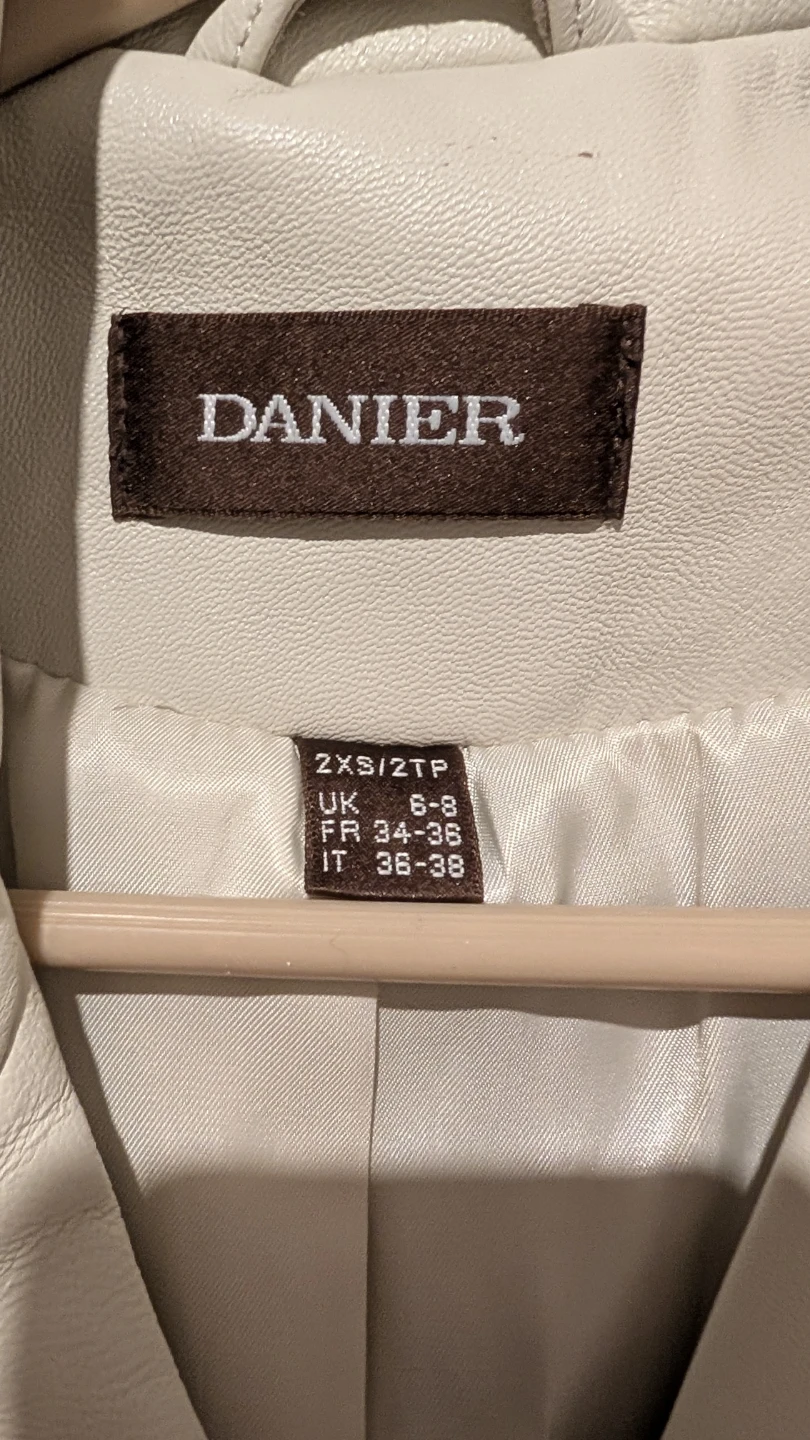 DANIER
2XS/2TP
UK 6-8
FR 34-36
IT 36-38